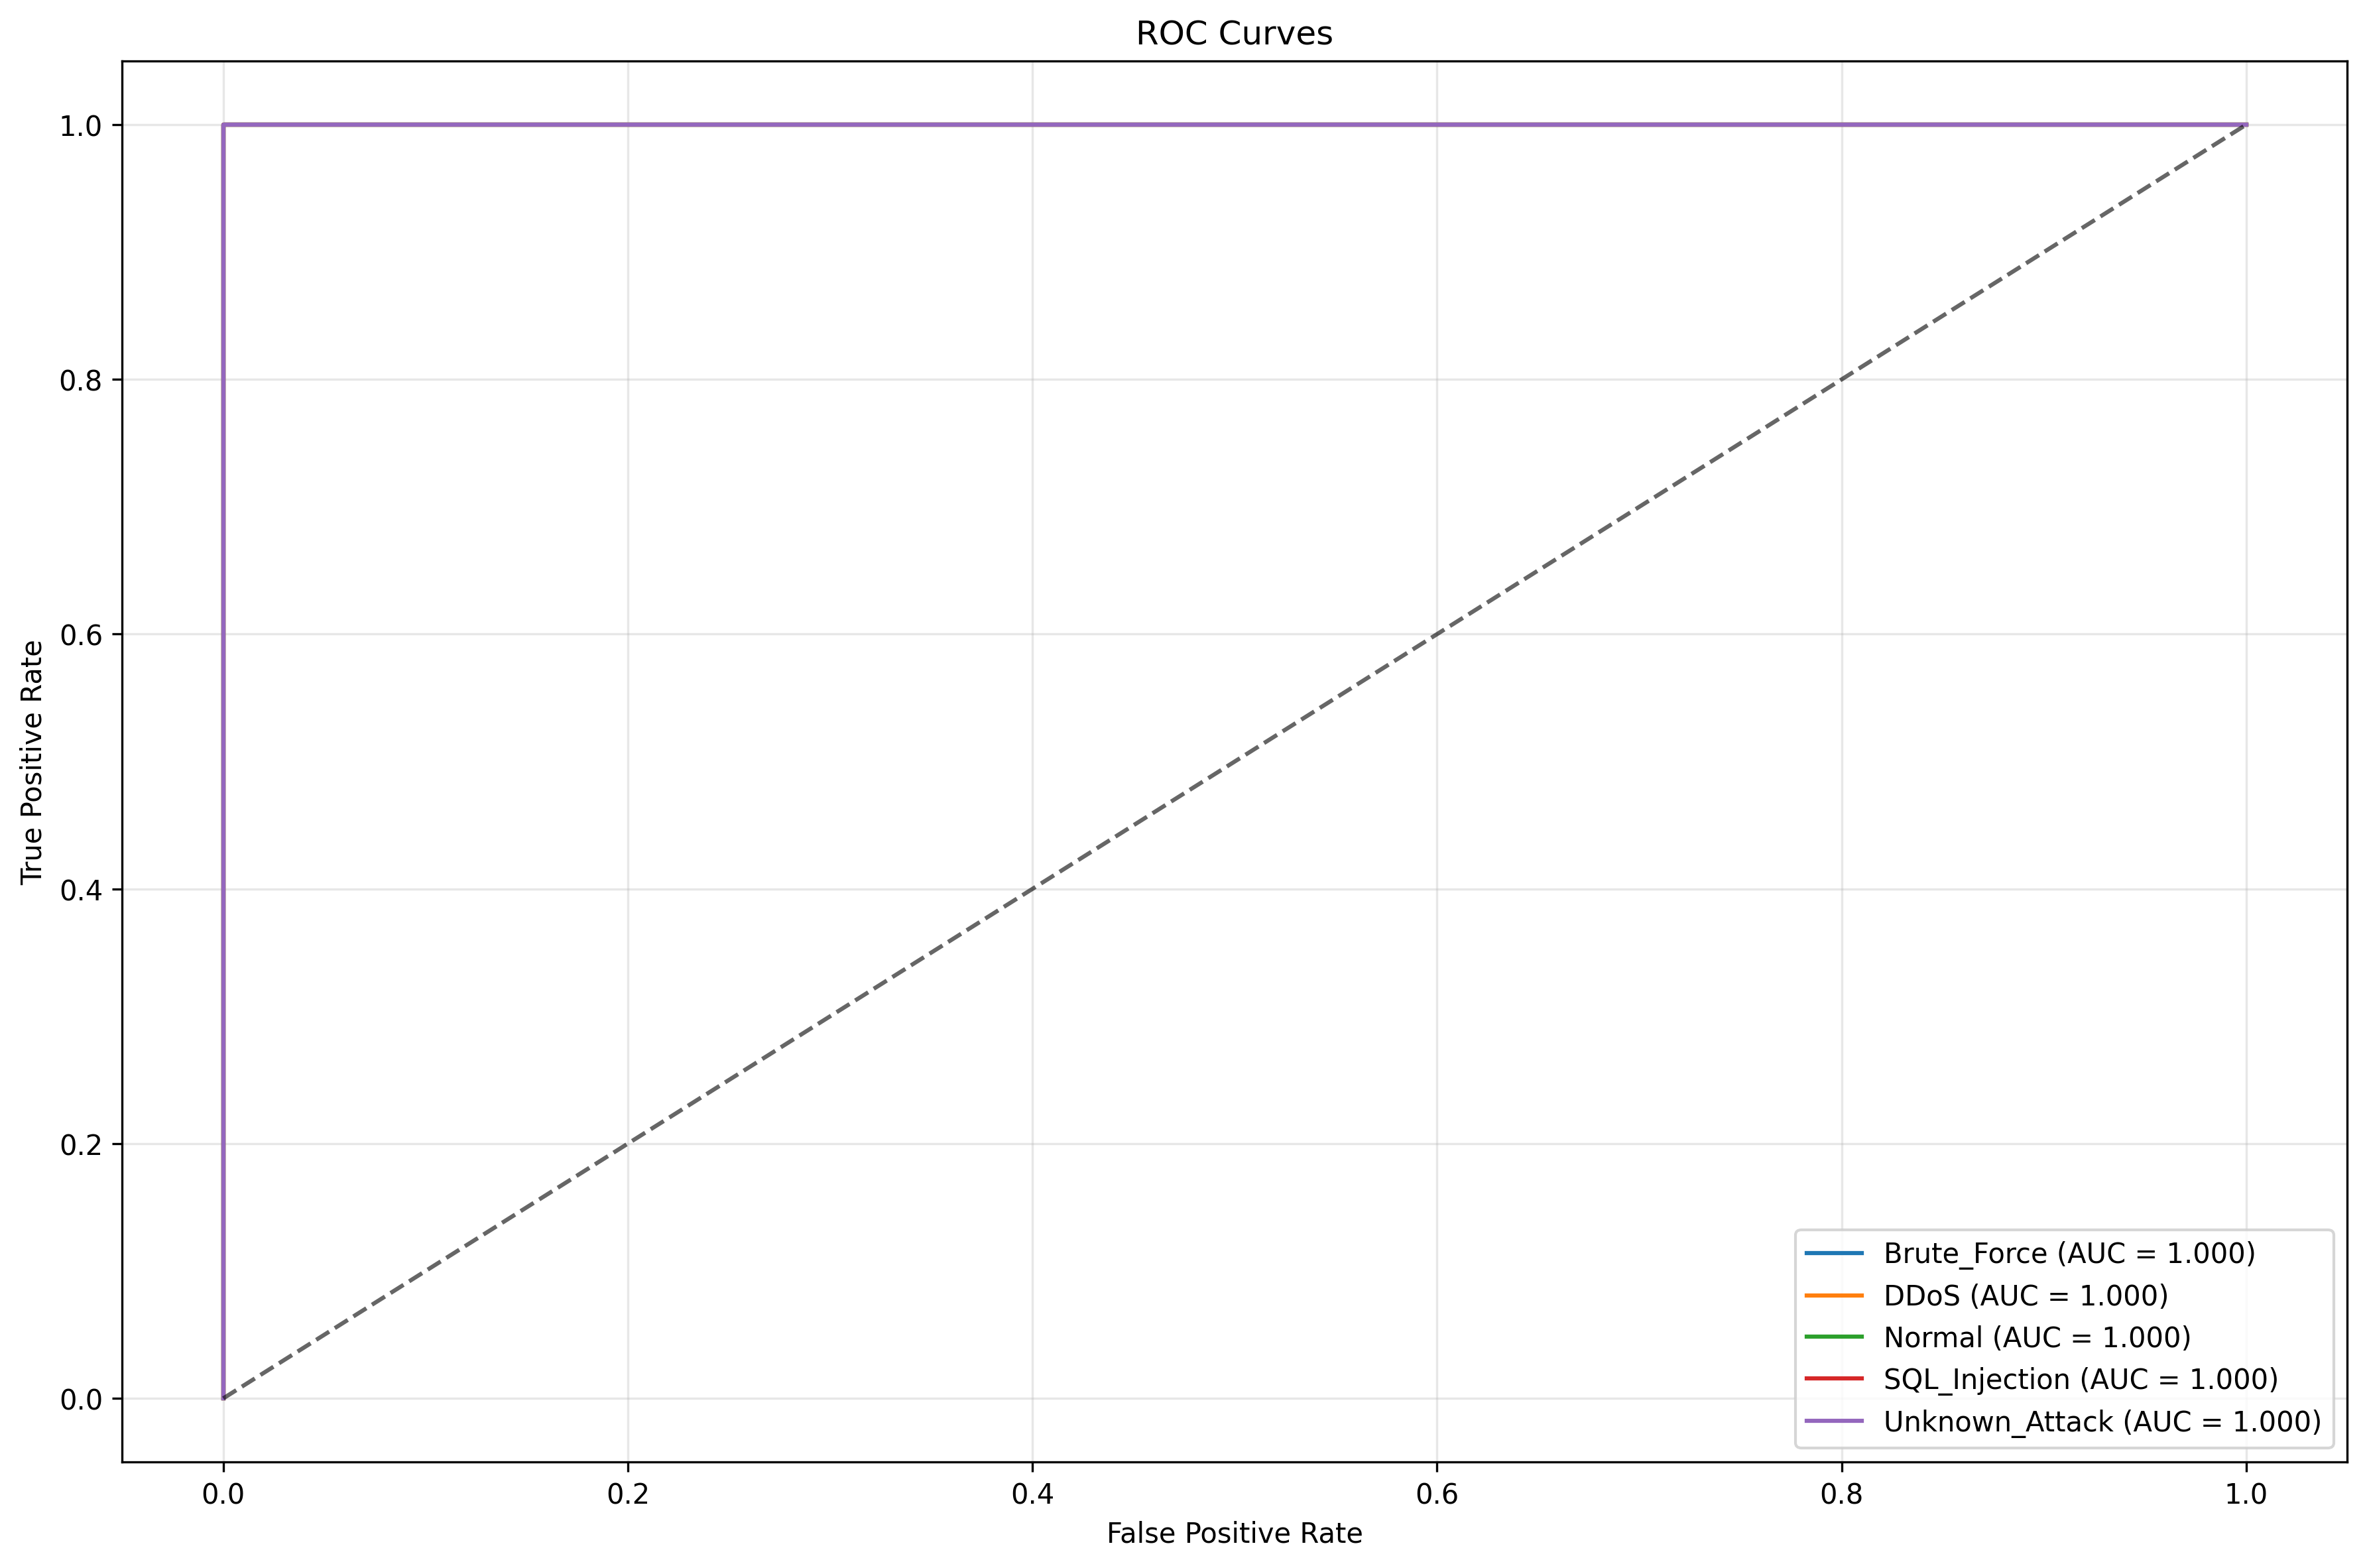 ROC Curves
True Positive Rate
1.0
0.8
0.6
0.4
0.2
0.0
0.0
0.2
0.4
0.6
0.8
1.0
False Positive Rate
Brute_Force (AUC = 1.000)
DDoS (AUC = 1.000)
Normal (AUC = 1.000)
SQL_Injection (AUC = 1.000)
Unknown_Attack (AUC = 1.000)